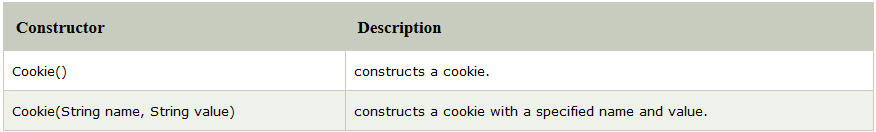 Constructor Description
Cookie() constructs a cookie.
Cookie(String name, String value) constructs a cookie with a specified name and value.